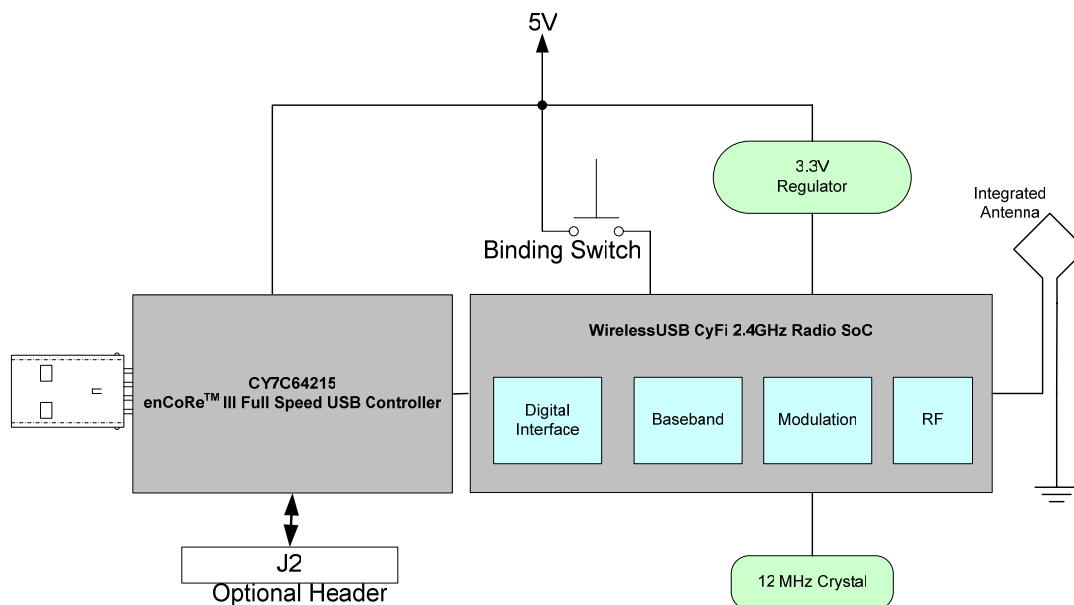 5V
3.3V
Regulator
Integrated
Antenna
Binding Switch
WirelessUSB CyFi 2.4GHz Radio SoC
CY7C64215
enCoRe™ III Full Speed USB Controller
Digital
Interface
Baseband
Modulation
RF
J2
Optional Header
12 MHz Crystal